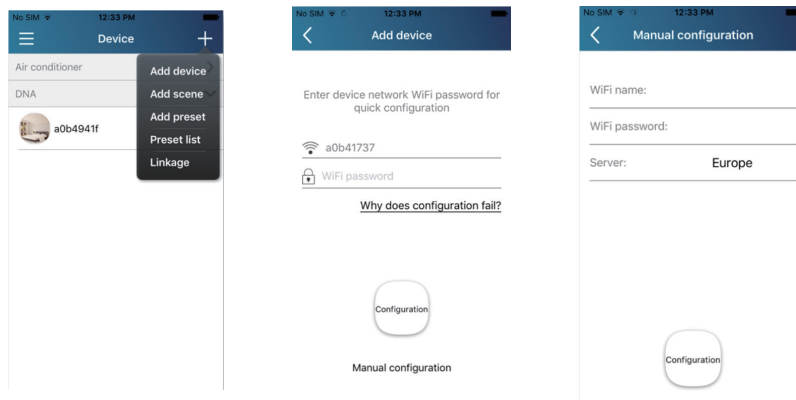 No SIM 12:33 PM
Device
Air conditioner
DNA
a0b4941f
Add device
Add scene
Add preset
Preset list
Linkage
No SIM 12:33 PM
Add device
Enter device network WiFi password for
quick configuration
a0b41737
WiFi password
Why does configuration fail?
Configuration
Manual configuration
No SIM 12:33 PM
Manual configuration
WiFi name:
WiFi password:
Server: Europe
Configuration